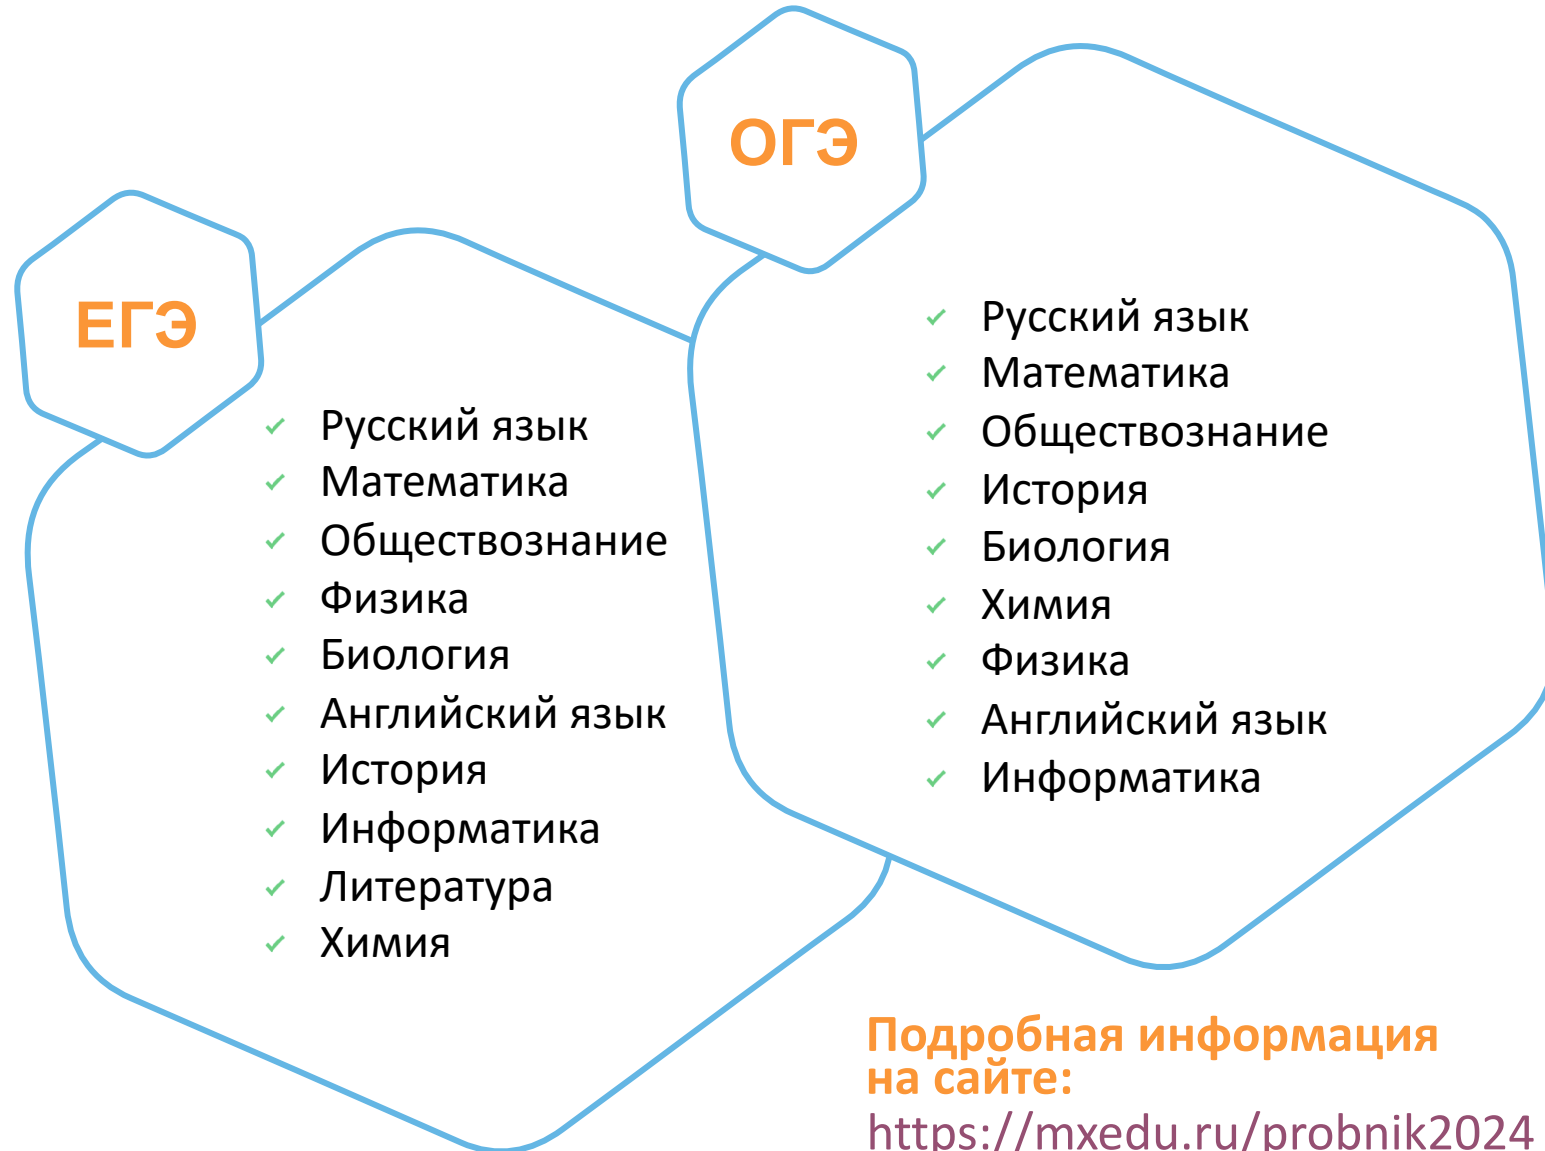 ЕГЭ
Русский язык
Математика
Обществознание
Физика
Биология
Английский язык
История
Информатика
Литература
Химия
ОГЭ
Русский язык
Математика
Обществознание
История
Биология
Химия
Физика
Английский язык
Информатика
Подробная информация
на сайте:
https://mxedu.ru/probnik2024